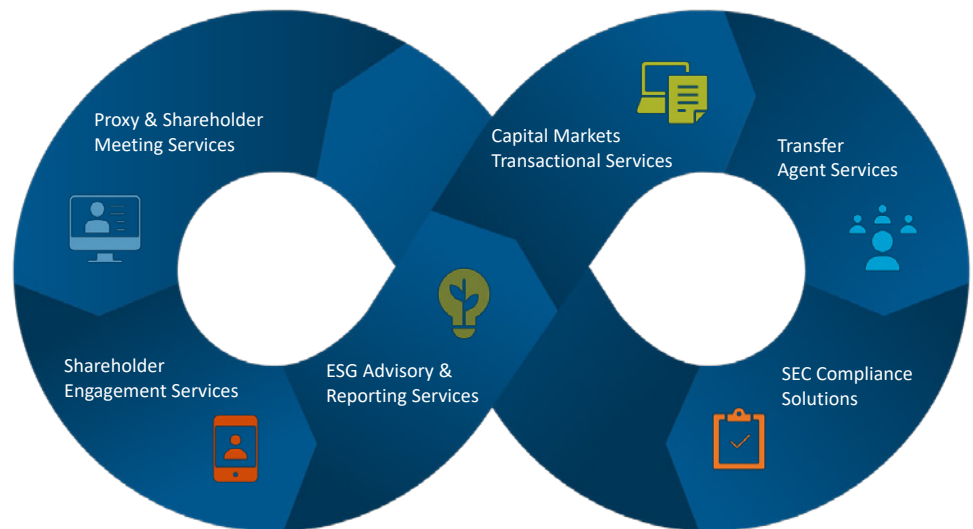 Proxy & Shareholder
Meeting Services
Capital Markets
Transactional Services
Transfer
Agent Services
Shareholder
Engagement Services
ESG Advisory &
Reporting Services
SEC Compliance
Solutions